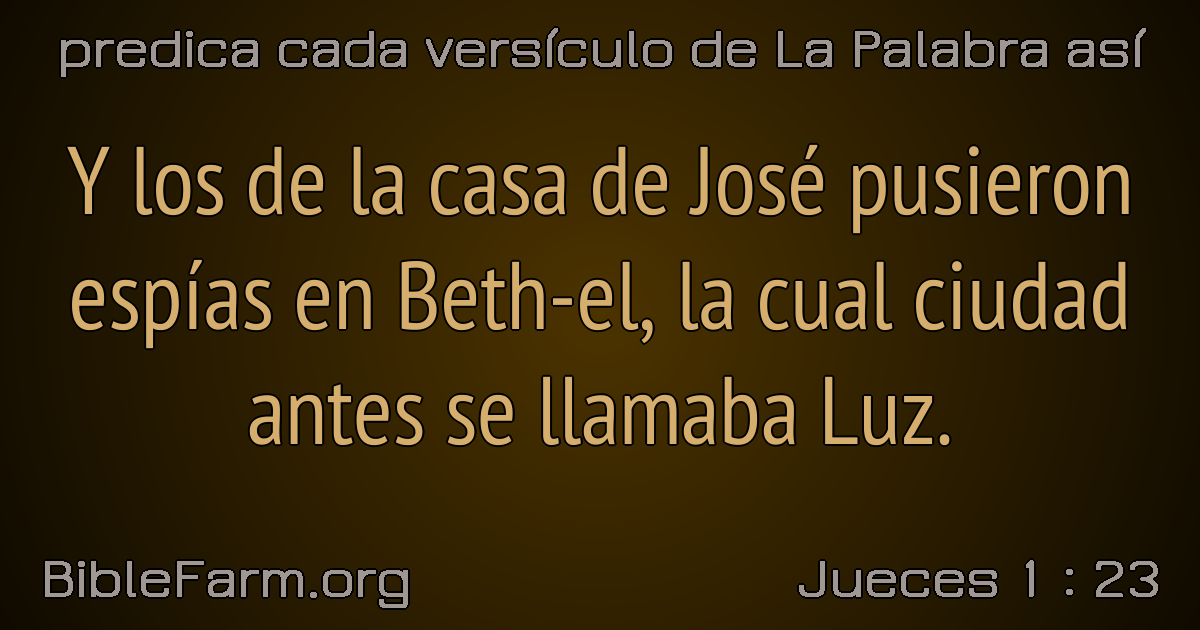 predica cada versículo de La Palabra así
Y los de la casa de José pusieron
espías en Beth-el, la cual ciudad
antes se llamaba Luz.
BibleFarm.org
Jueces 1 : 23